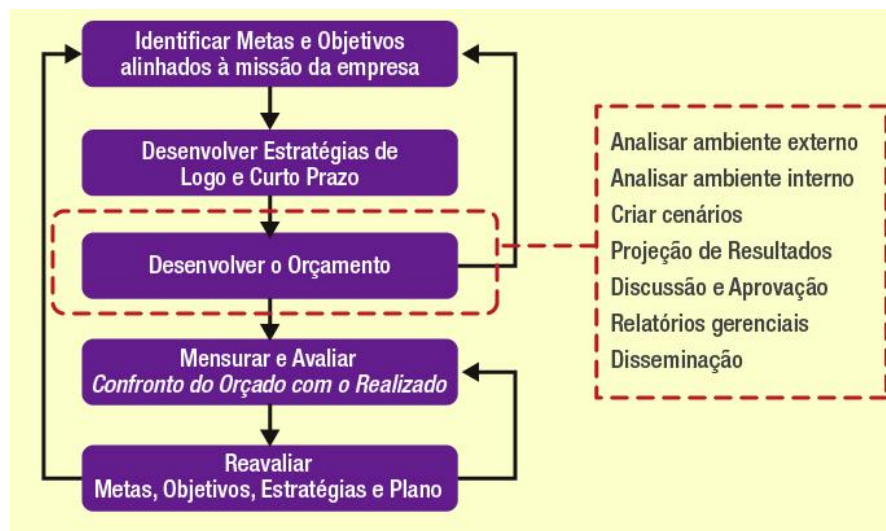 Identificar Metas e Objetivos
alinhados à missão da empresa
Desenvolver Estratégias de
Logo e Curto Prazo
Desenvolver o Orçamento
Mensurar e Avaliar
Confronto do Orçado com o Realizado
Reavaliar
Metas, Objetivos, Estratégias e Plano
Analisar ambiente externo
Analisar ambiente interno
Criar cenários
Projeção de Resultados
Discussão e Aprovação
Relatórios gerenciais
Disseminação